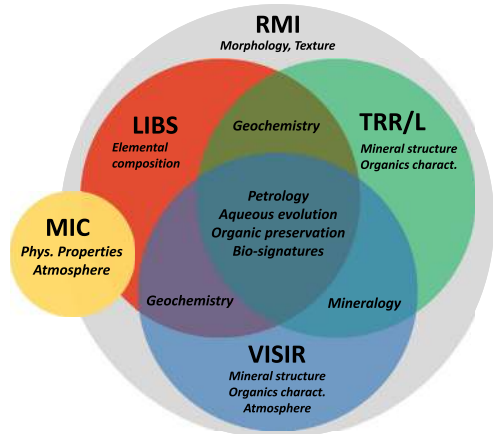 RMI
Morphology, Texture
LIBS
Elemental
composition
Geochemistry
TRR/L
Mineral structure
Organics charact.
MIC
Phys. Properties
Atmosphere
Petrology
Aqueous evolution
Organic preservation
Bio-signatures
Geochemistry
Mineralogy
VISIR
Mineral structure
Organics charact.
Atmosphere